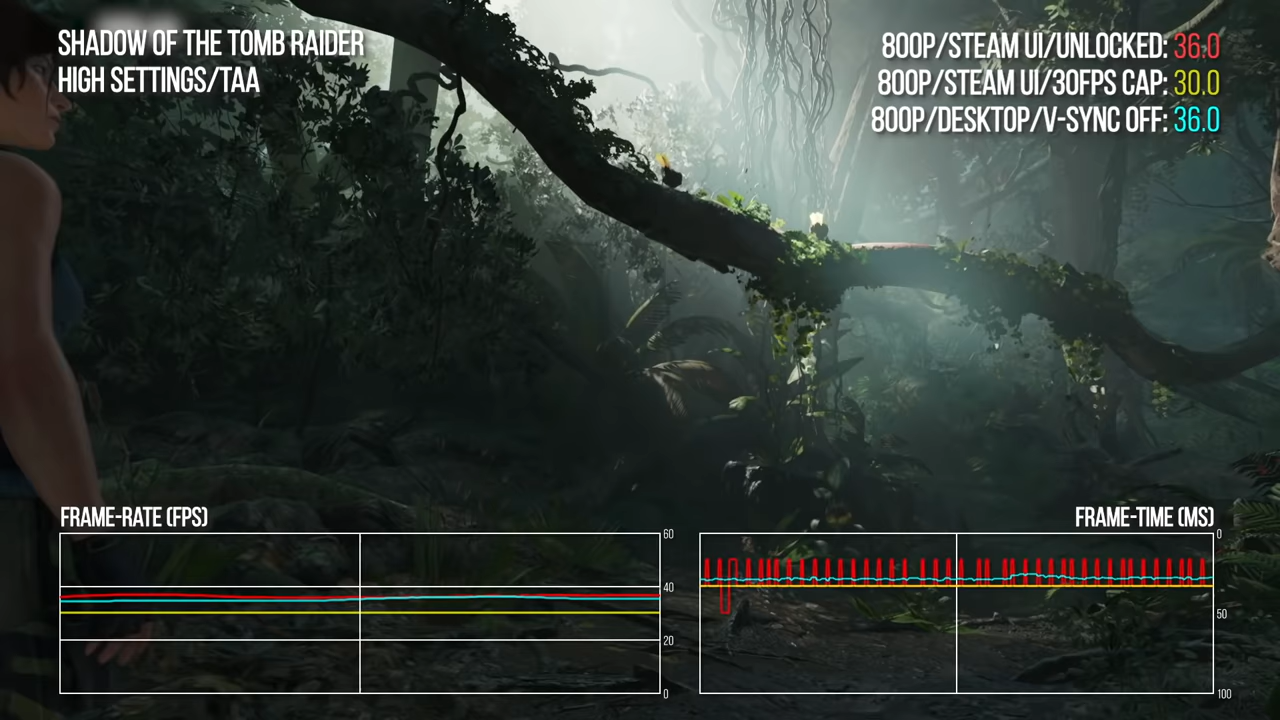 SHADOW OF THE TOMB RAIDER
HIGH SETTINGS/TAA
800P/STEAM UI/UNLOCKED: 36.0
800P/STEAM UI/30FPS CAP: 30.0
800P/DESKTOP/V-SYNC OFF: 36.0
FRAME-RATE (FPS)
60
40
20
0
FRAME-TIME (MS)
0
50
100